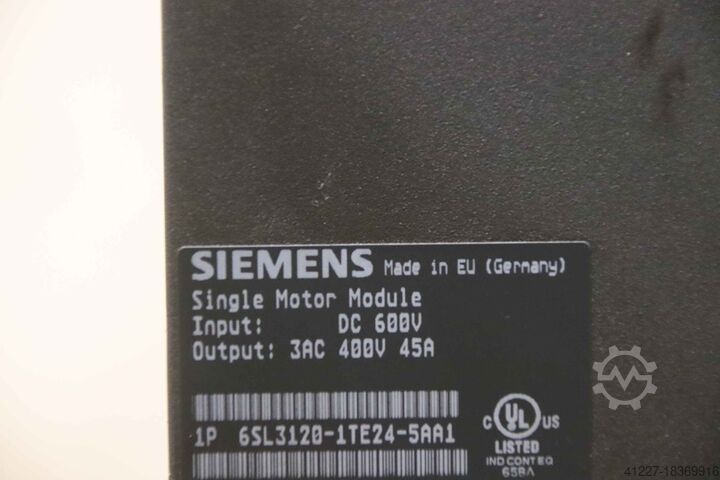 SIEMENS Made in EU (Germany)
Single Motor Module
Input: DC 600V
Output: 3AC 400V 45A
1P 6SL3120-1TE24-5AA1
C UL US
LISTED
IND CONT EQ
65BA
41227-18369916